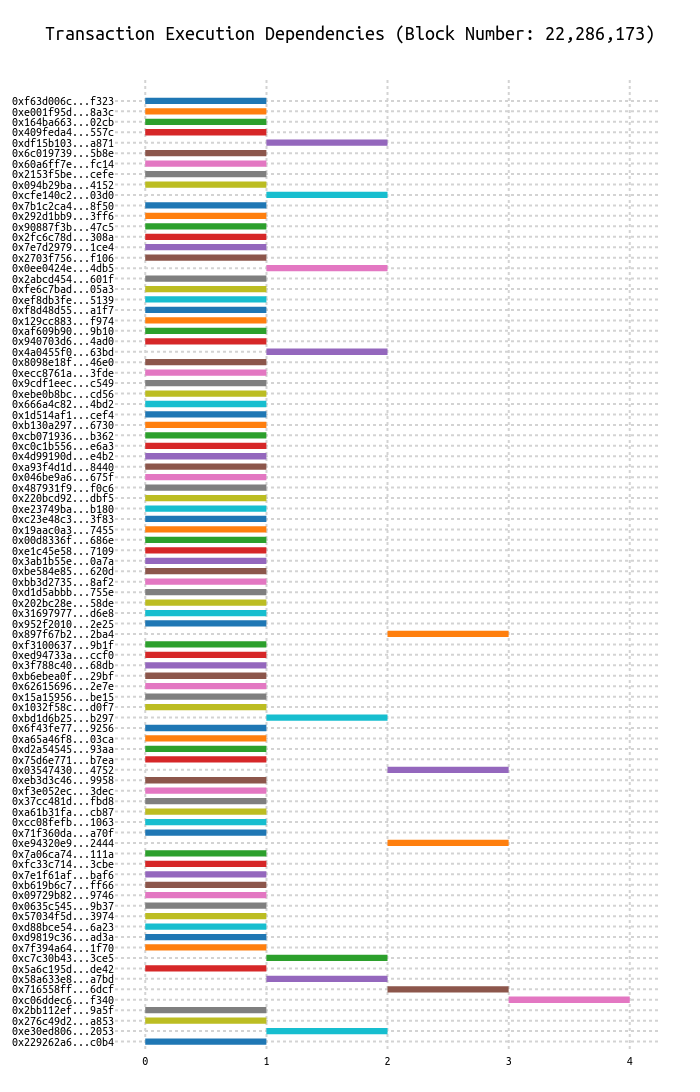 Transaction Execution Dependencies (Block Number: 22,286,173)
0xf63d006c...f323
0xe001f95d...8a3c
0x164ba663...02cb
0x409feda4...557c
0xdf15b103...a871
0x6c019739...5b8e
0x60a6ff7e...fc14
0x2153f5be...cefe
0x094b29ba...4152
0xcfe140c2...03d0
0x7b1c2ca4...8f50
0x292d1bb9...3ff6
0x90887f3b...47c5
0x2fc6c78d...308a
0x7e7d2979...1ce4
0x2703f756...f106
0x0ee0424e...4db5
0x2abcd454...601f
0xfe6c7bad...05a3
0xef8db3fe...5139
0xf8d48d55...a1f7
0x129cc883...f974
0xaf609b90...9b10
0x940703d6...4ad0
0x4a0455f0...63bd
0x8098e18f...46e0
0xecc8761a...3fde
0x9cdf1eec...c549
0xebe0b8bc...cd56
0x666a4c82...4bd2
0x1d514af1...cef4
0xb130a297...6730
0xcb071936...b362
0xc0c1b556...e6a3
0x4d99190d...e4b2
0xa93f4d1d...8440
0x046be9a6...675f
0x487931f9...f0c6
0x220bcd92...dbf5
0xe23749ba...b180
0xc23e48c3...3f83
0x19aac0a3...7455
0x00d8336f...686e
0xe1c45e58...7109
0x3ab1b55e...0a7a
0xbe584e85...620d
0xbb3d2735...8af2
0xd1d5abbb...755e
0x202bc28e...58de
0x31697977...d6e8
0x952f2010...2e25
0x897f67b2...2ba4
0xf3100637...9b1f
0xed94733a...ccf0
0x3f788c40...68db
0xb6ebea0f...29bf
0x62615696...2e7e
0x15a15956...be15
0x1032f58c...d0f7
0xbd1d6b25...b297
0x6f43fe77...9256
0xa65a46f8...03ca
0xd2a54545...93aa
0x75d6e771...b7ea
0x03547430...4752
0xeb3d3c46...9958
0xf3e052ec...3dec
0x37cc481d...fbd8
0xa61b31fa...cb87
0xcc08fefb...1063
0x71f360da...a70f
0xe94320e9...2444
0x7a06ca74...111a
0xfc33c714...3cbe
0x7e1f61af...baf6
0xb619b6c7...ff66
0x09729b82...9746
0x0635c545...9b37
0x57034f5d...3974
0xd88bce54...6a23
0xd9819c36...ad3a
0x7f394a64...1f70
0xc7c30b43...3ce5
0x5a6c195d...de42
0x58a633e8...a7bd
0x716558ff...6dcf
0xc06ddec6...f340
0x2bb112ef...9a5f
0x276c49d2...a853
0xe30ed806...2053
0x229262a6...c0b4
0 1 2 3 4